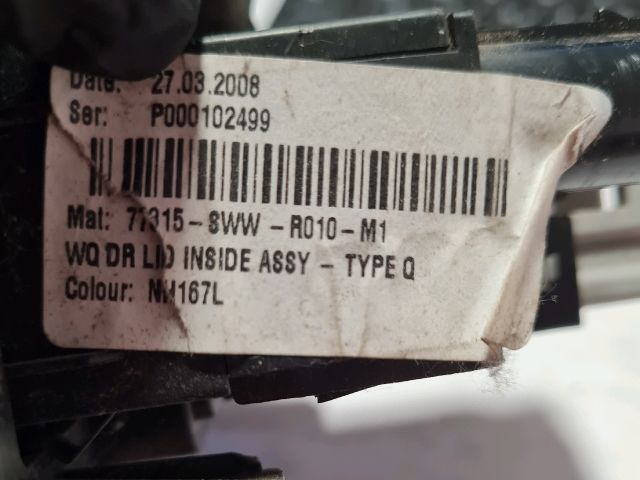 Date: 27.03.2008
Ser: P000102499
Mat: 77315-SWW-R010-M1
WQ DR LID INSIDE ASSY - TYPE Q
Colour: NH167L